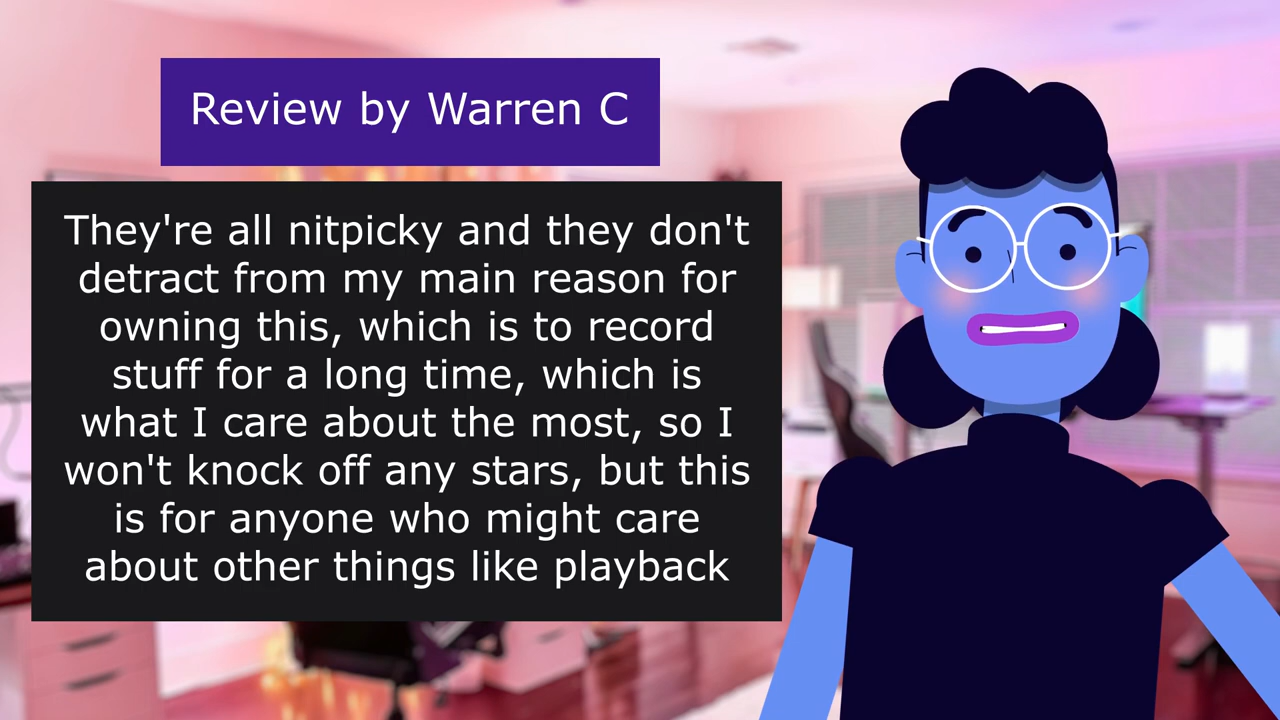 Review by Warren C
They're all nitpicky and they don't
detract from my main reason for
owning this, which is to record
stuff for a long time, which is
what I care about the most, so I
won't knock off any stars, but this
is for anyone who might care
about other things like playback